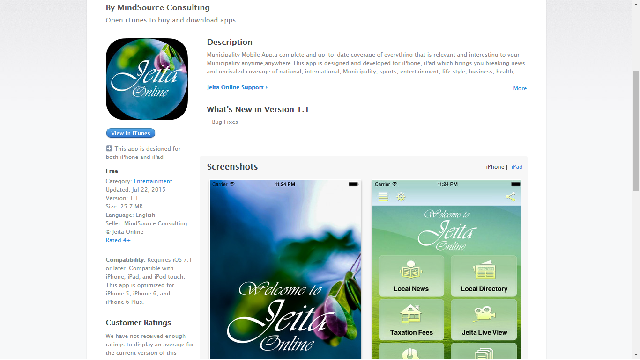 By MindSource Consulting
Open iTunes to buy and download apps.
Jeita
Online
View in iTunes
This app is designed for
both iPhone and iPad
Free
Category: Entertainment
Updated: Jul 22, 2015
Version: 1.1
Size: 25.7 MB
Language: English
Seller: MindSource Consulting
© Jeita Online
Rated 4+
Compatibility: Requires iOS 7.1
or later. Compatible with
iPhone, iPad, and iPod touch.
This app is optimized for
iPhone 5, iPhone 6, and
iPhone 6 Plus.
Customer Ratings
We have not received enough
ratings to display an average for
the current version of this
Description
Municipality Mobile App,a complete and up-to-date coverage of everything that is relevant and interesting to your
Municipality anytime anywhere. This app is designed and developed for iPhone, iPad which brings you breaking news
and unrivaled coverage of national, international, Municipality, sports, entertainment, life style, business, health,
Jeita Online Support
More
What's New in Version 1.1
Bug Fixes
Screenshots
iPhone | iPad
Carrier 11:24 PM
Welcome to
Jeita
Online
Carrier 11:24 PM
Welcome to
Jeita
Online
Local News
Local Directory
Taxation Fees
Jeita Live View